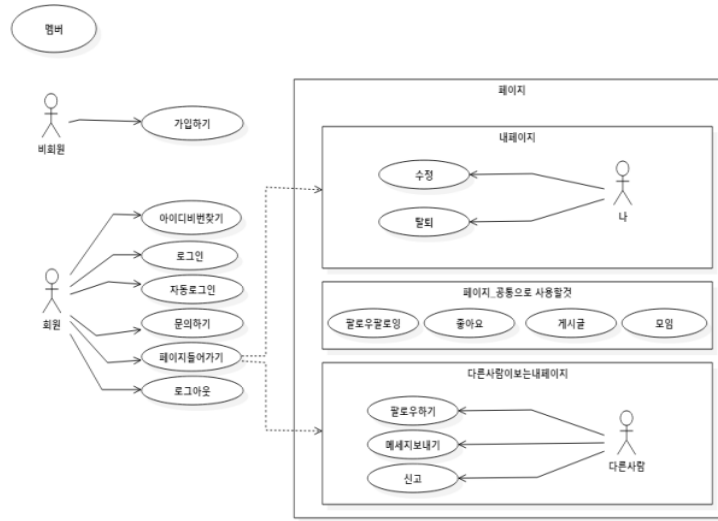 멤버
비회원
가입하기
회원
아이디비번찾기
로그인
자동로그인
문의하기
페이지들어가기
로그아웃
페이지
내페이지
수정
탈퇴
나
페이지_공통으로 사용할것
팔로우팔로잉
좋아요
게시글
모임
다른사람이보는내페이지
팔로우하기
메세지보내기
신고
다른사람